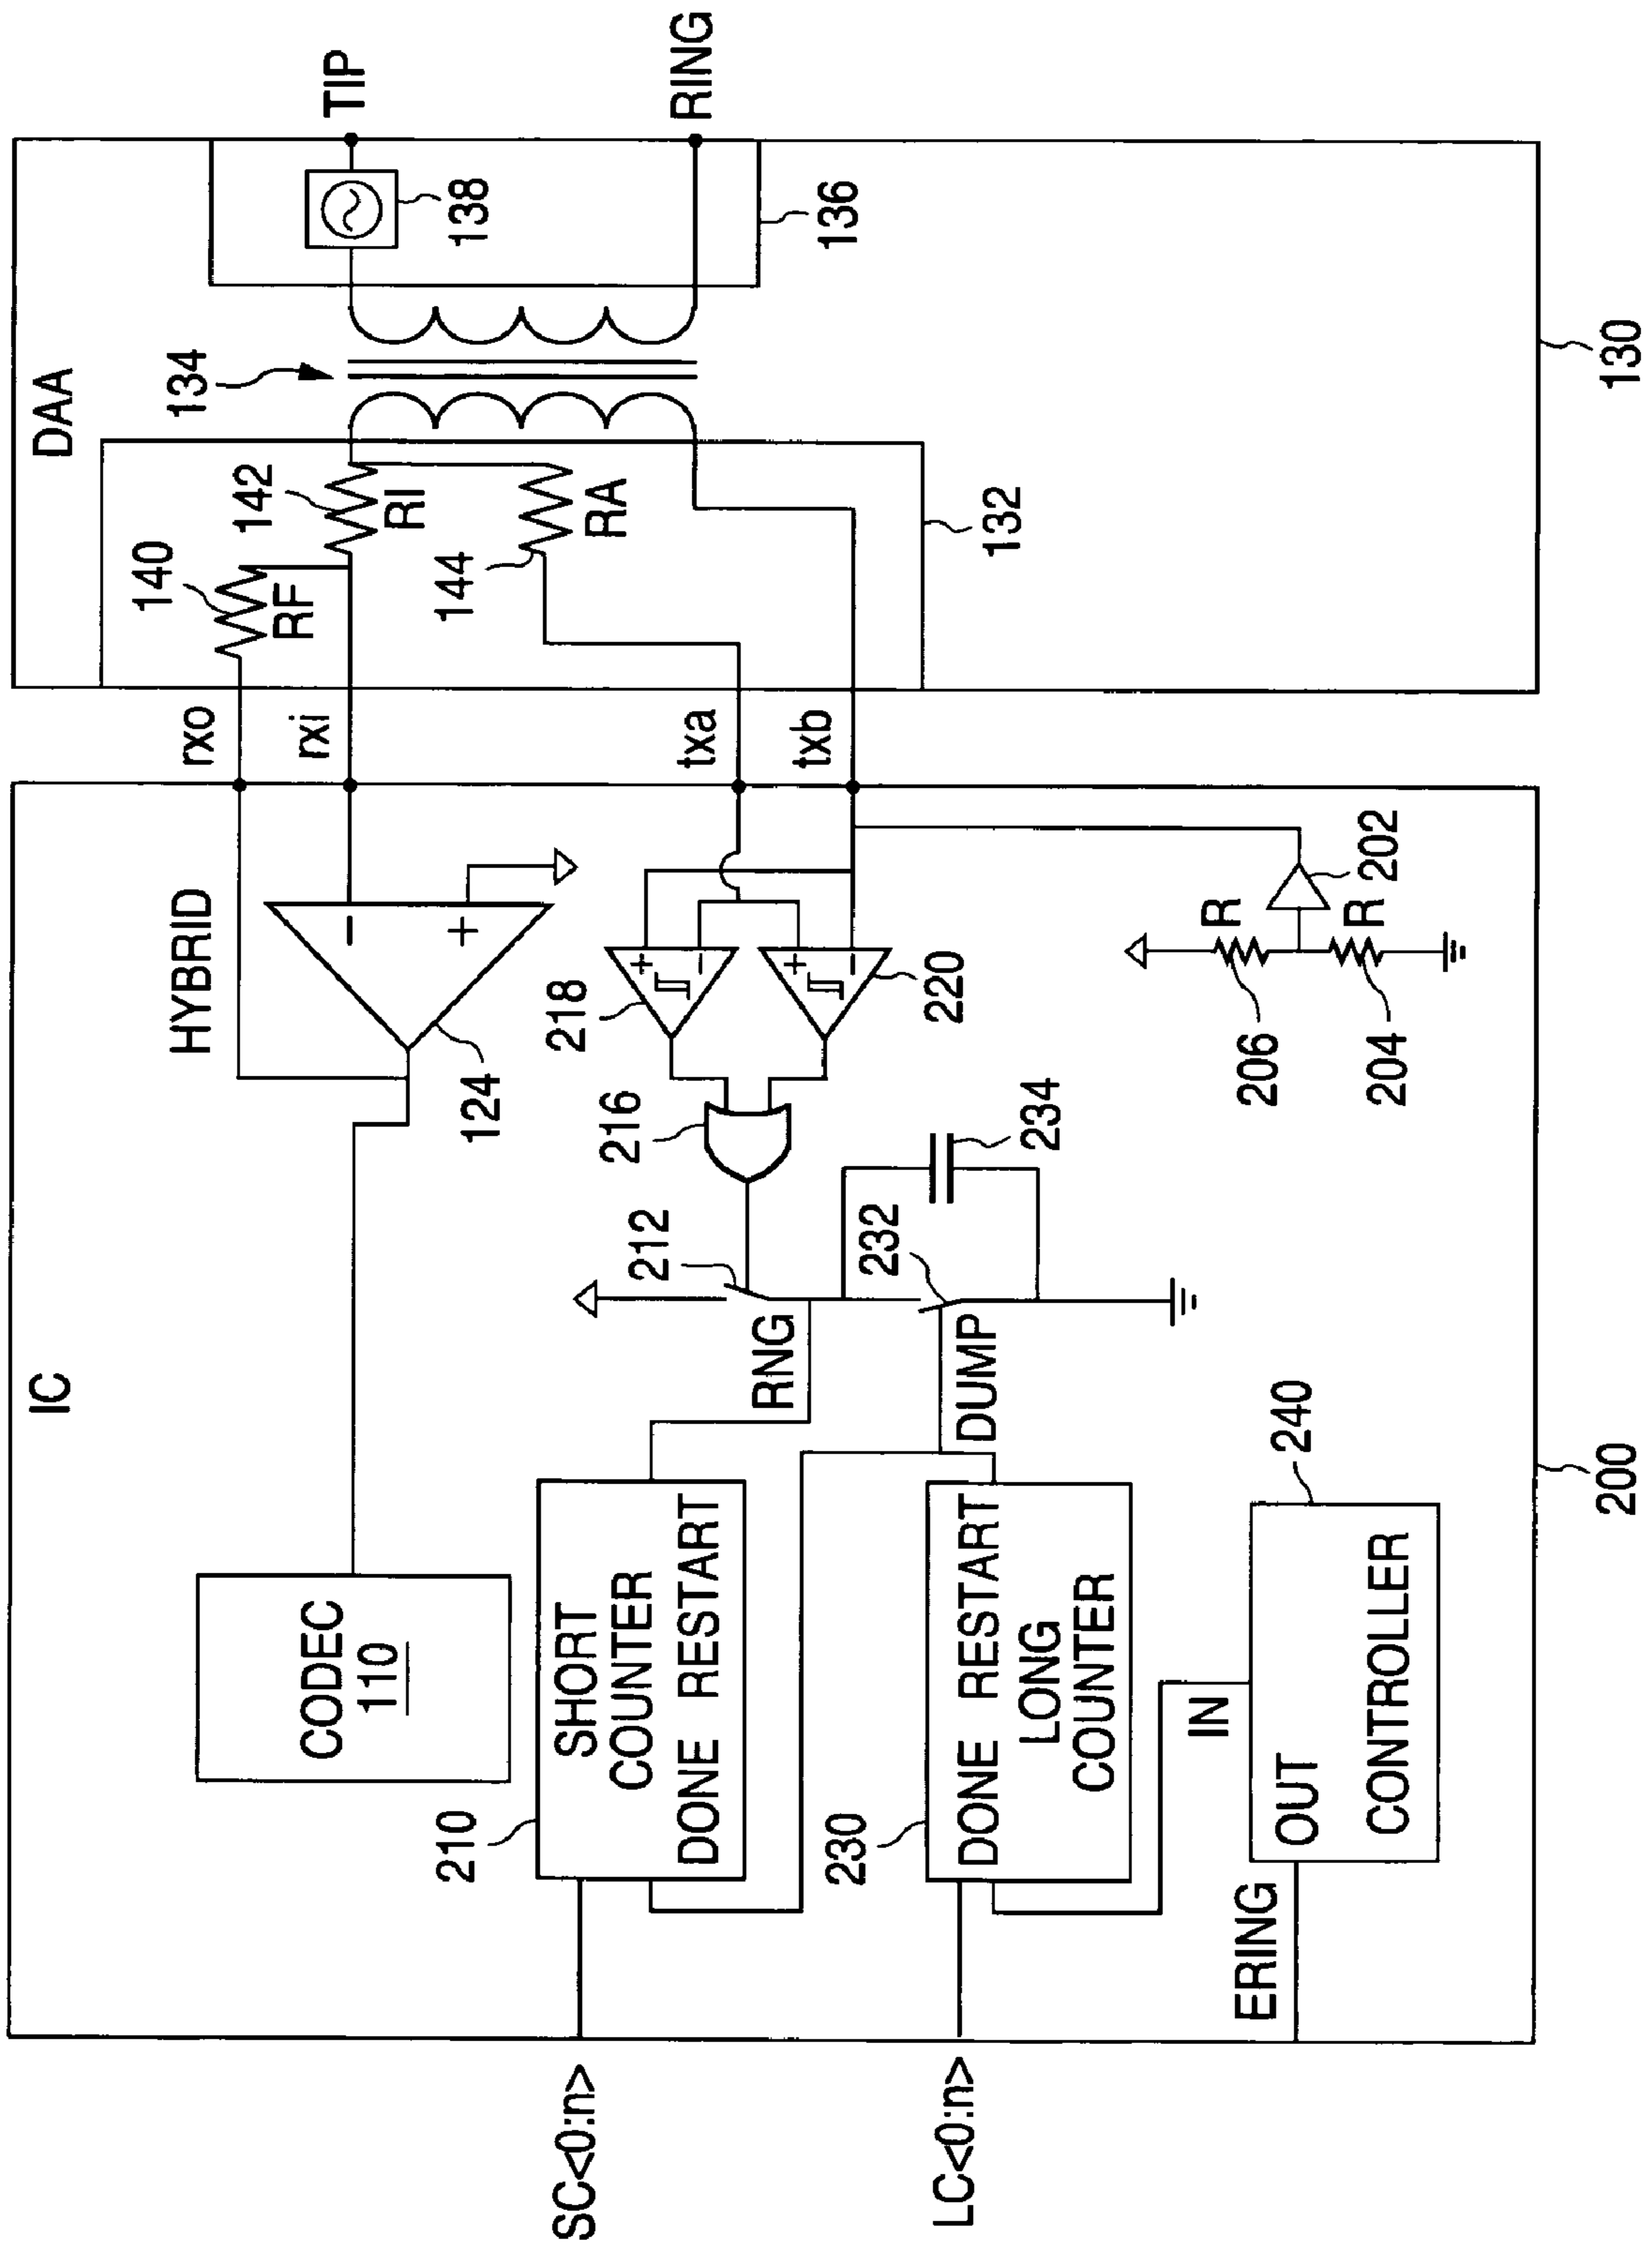 IC
DAA
HYBRID
CODEC
110
124
rxo
rxi
txa
txb
140
RF
142
RI
144
RA
132
134
138
136
TIP
RING
130
SC<0:n>
210
SHORT
COUNTER
DONE RESTART
RNG
212
216
218
220
+
-
+
-
-
+
LC<0:n>
230
DONE RESTART
LONG
COUNTER
DUMP
232
234
IN
ERING
OUT
CONTROLLER
240
206
R
204
R
202
200